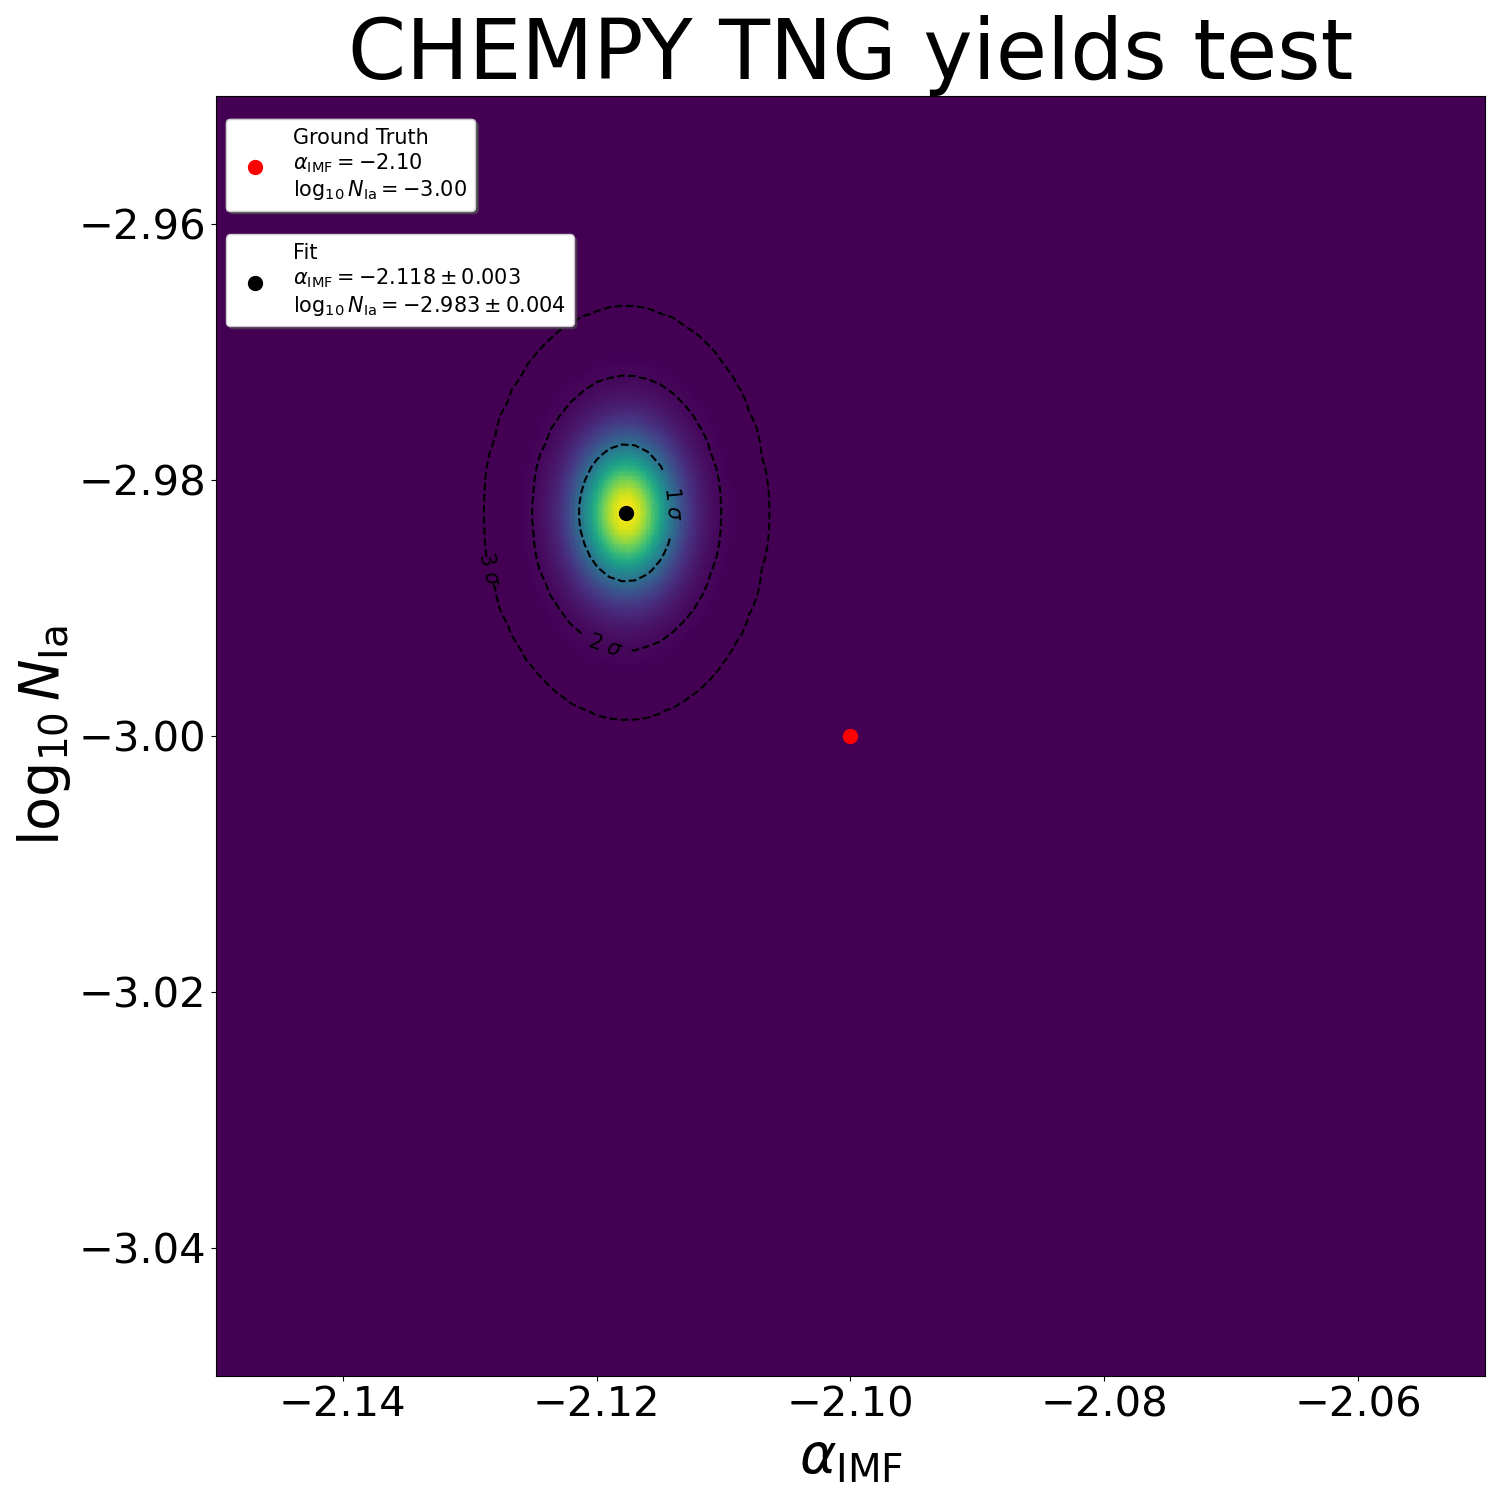 CHEMPY TNG yields test
Ground Truth
α_IMF = −2.10
log₁₀ N_Ia = −3.00
Fit
α_IMF = −2.118 ± 0.003
log₁₀ N_Ia = −2.983 ± 0.004
−2.96
−2.98
−3.00
−3.02
−3.04
1 σ
2 σ
3 σ
log₁₀ N_Ia
−2.14
−2.12
−2.10
−2.08
−2.06
α_IMF